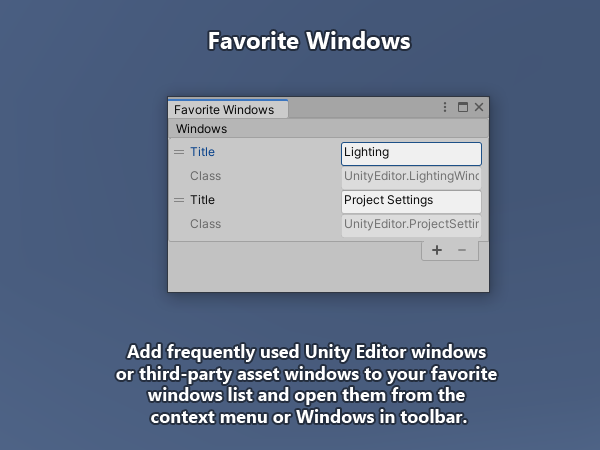 Favorite Windows
Favorite Windows
Windows
Title Lighting
Class UnityEditor.LightingWind
Title Project Settings
Class UnityEditor.ProjectSettin
Add frequently used Unity Editor windows
or third-party asset windows to your favorite
windows list and open them from the
context menu or Windows in toolbar.